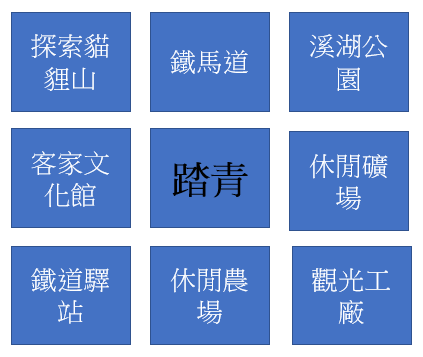 探索貓
貍山
鐵馬道
溪湖公
園
客家文
化館
踏青
休閒礦
場
鐵道驛
站
休閒農
場
觀光工
廠